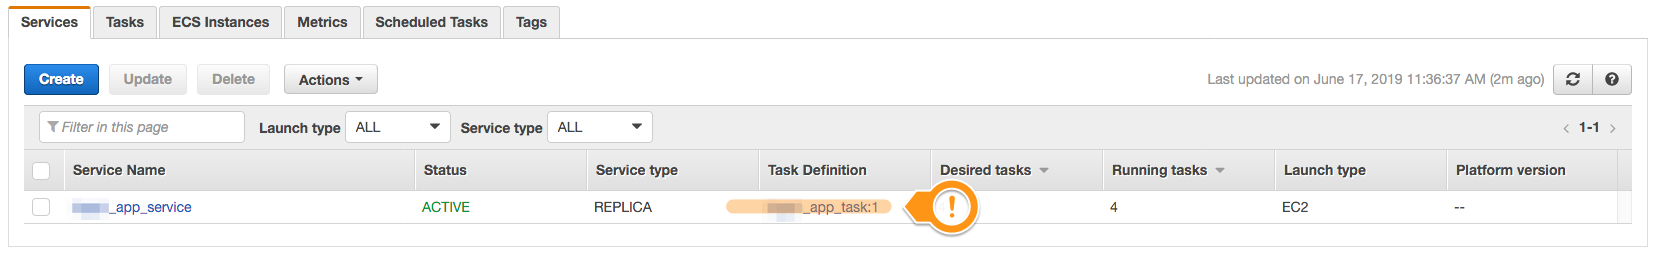 Services Tasks ECS Instances Metrics Scheduled Tasks Tags
Create Update Delete Actions Last updated on June 17, 2019 11:36:37 AM (2m ago)
Filter in this page Launch type ALL Service type ALL 1-1
Service Name Status Service type Task Definition Desired tasks Running tasks Launch type Platform version
_app_service ACTIVE REPLICA _app_task:1 ! 4 EC2 --